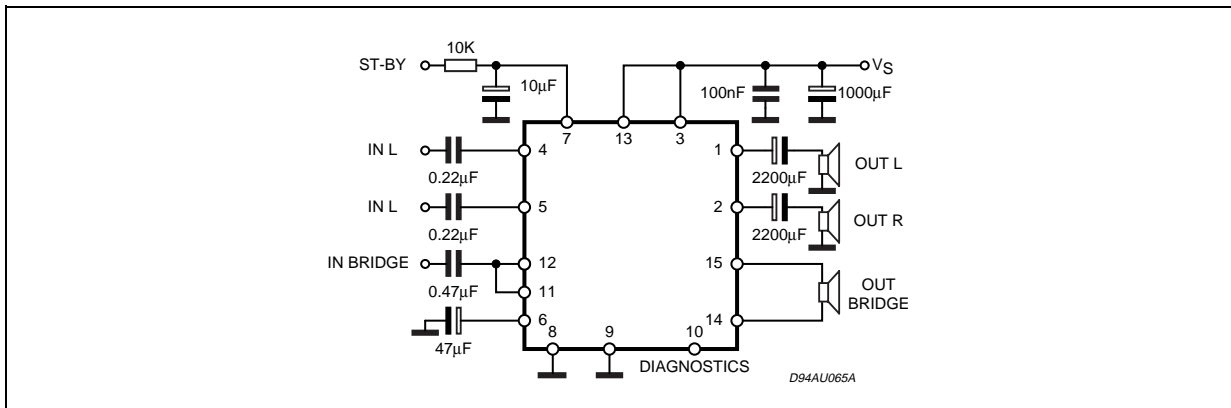 10K
ST-BY
VS
10µF
100nF
1000µF
7
13
3
IN L
4
1
0.22µF
2200µF
OUT L
IN L
5
2
0.22µF
2200µF
OUT R
IN BRIDGE
12
15
0.47µF
11
OUT
BRIDGE
6
14
47µF
8
9
10
DIAGNOSTICS
D94AU065A